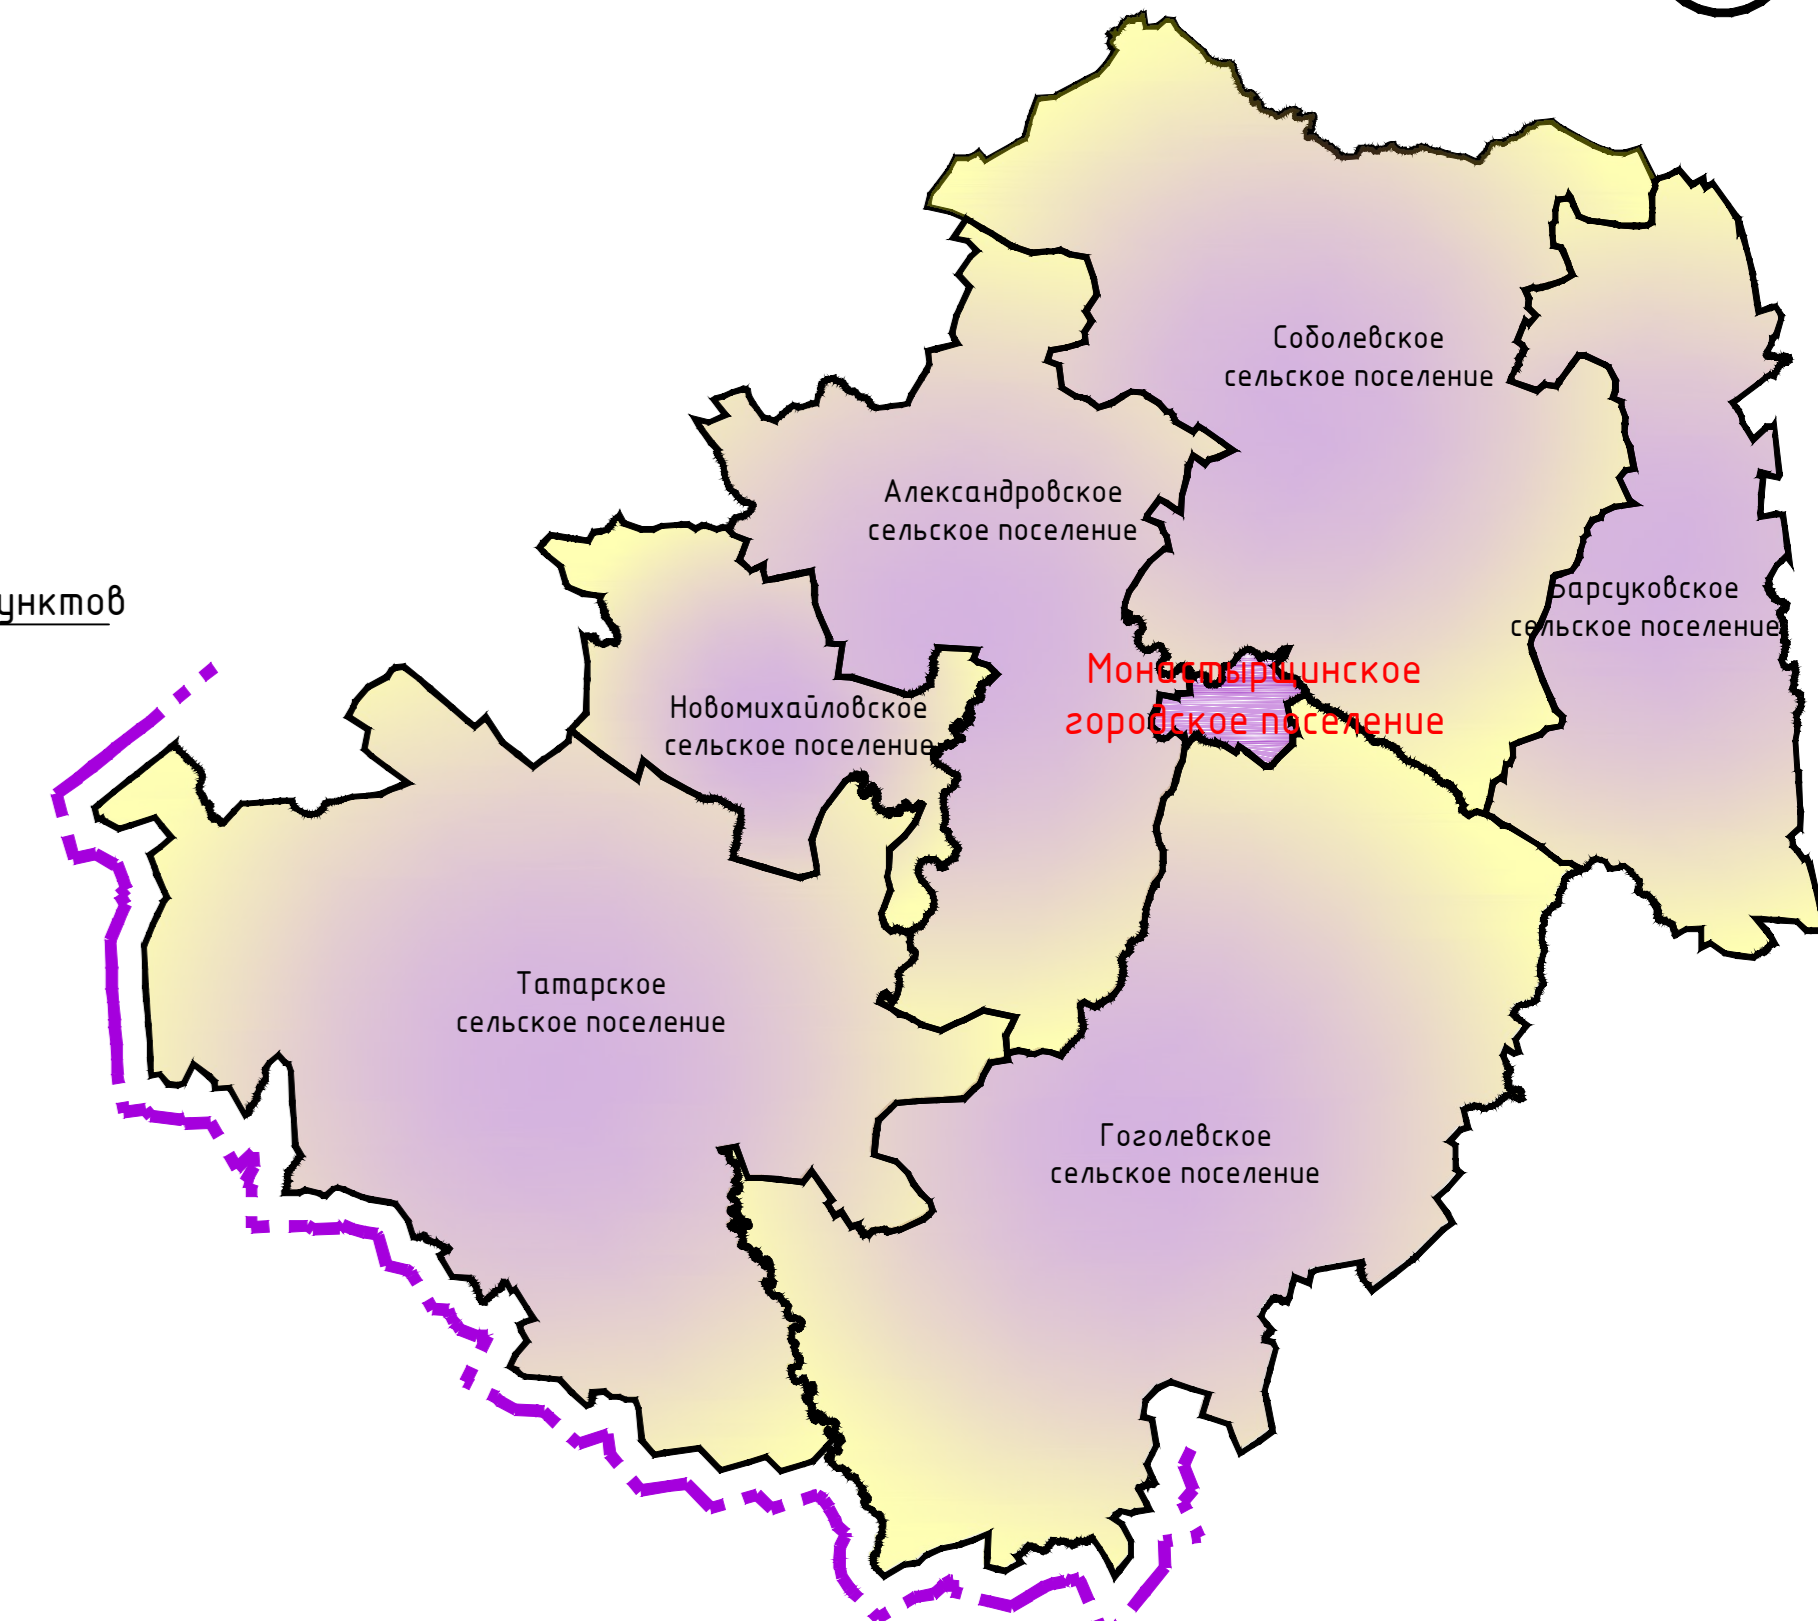 Соболевское
сельское поселение
Александровское
сельское поселение
Барсуковское
сельское поселение
унктов
Монастырщинское
городское поселение
Новомихайловское
сельское поселение
Татарское
сельское поселение
Гоголевское
сельское поселение